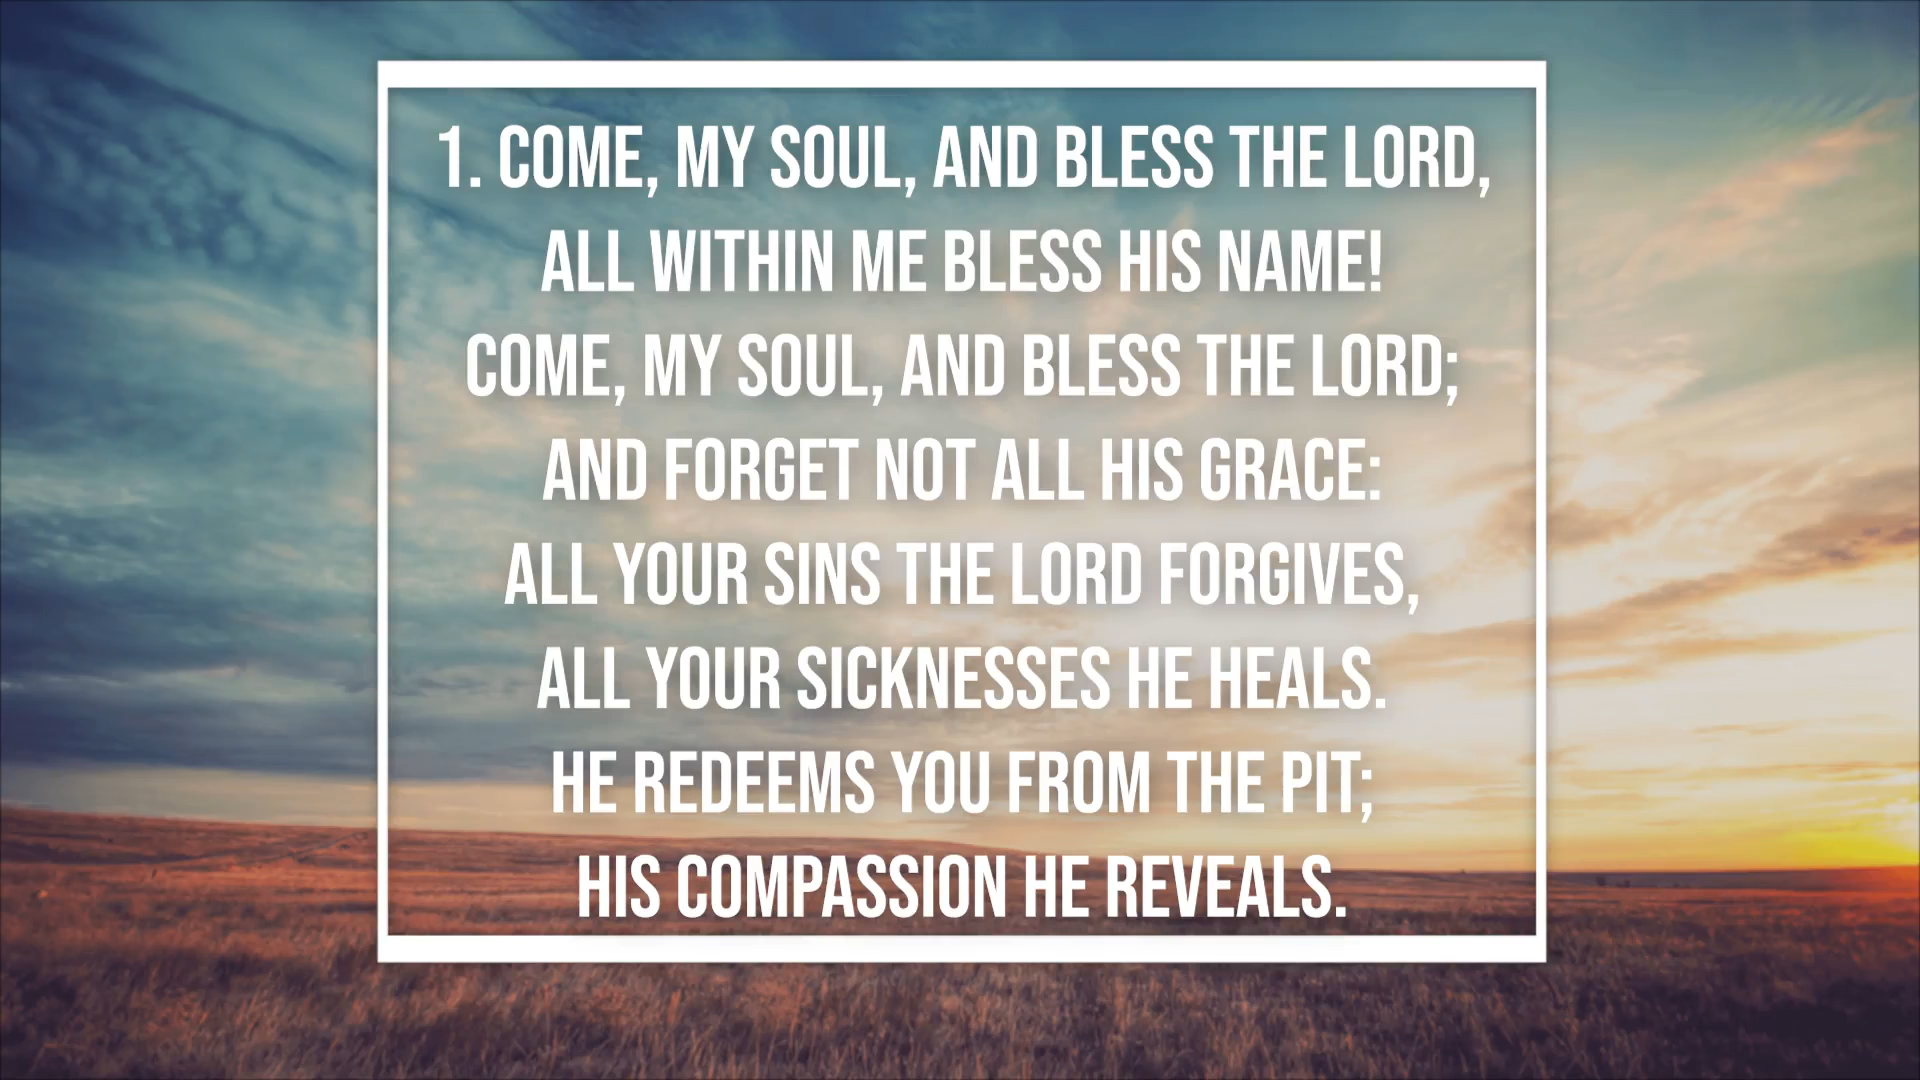 1. COME, MY SOUL, AND BLESS THE LORD,
ALL WITHIN ME BLESS HIS NAME!
COME, MY SOUL, AND BLESS THE LORD;
AND FORGET NOT ALL HIS GRACE:
ALL YOUR SINS THE LORD FORGIVES,
ALL YOUR SICKNESSES HE HEALS.
HE REDEEMS YOU FROM THE PIT;
HIS COMPASSION HE REVEALS.